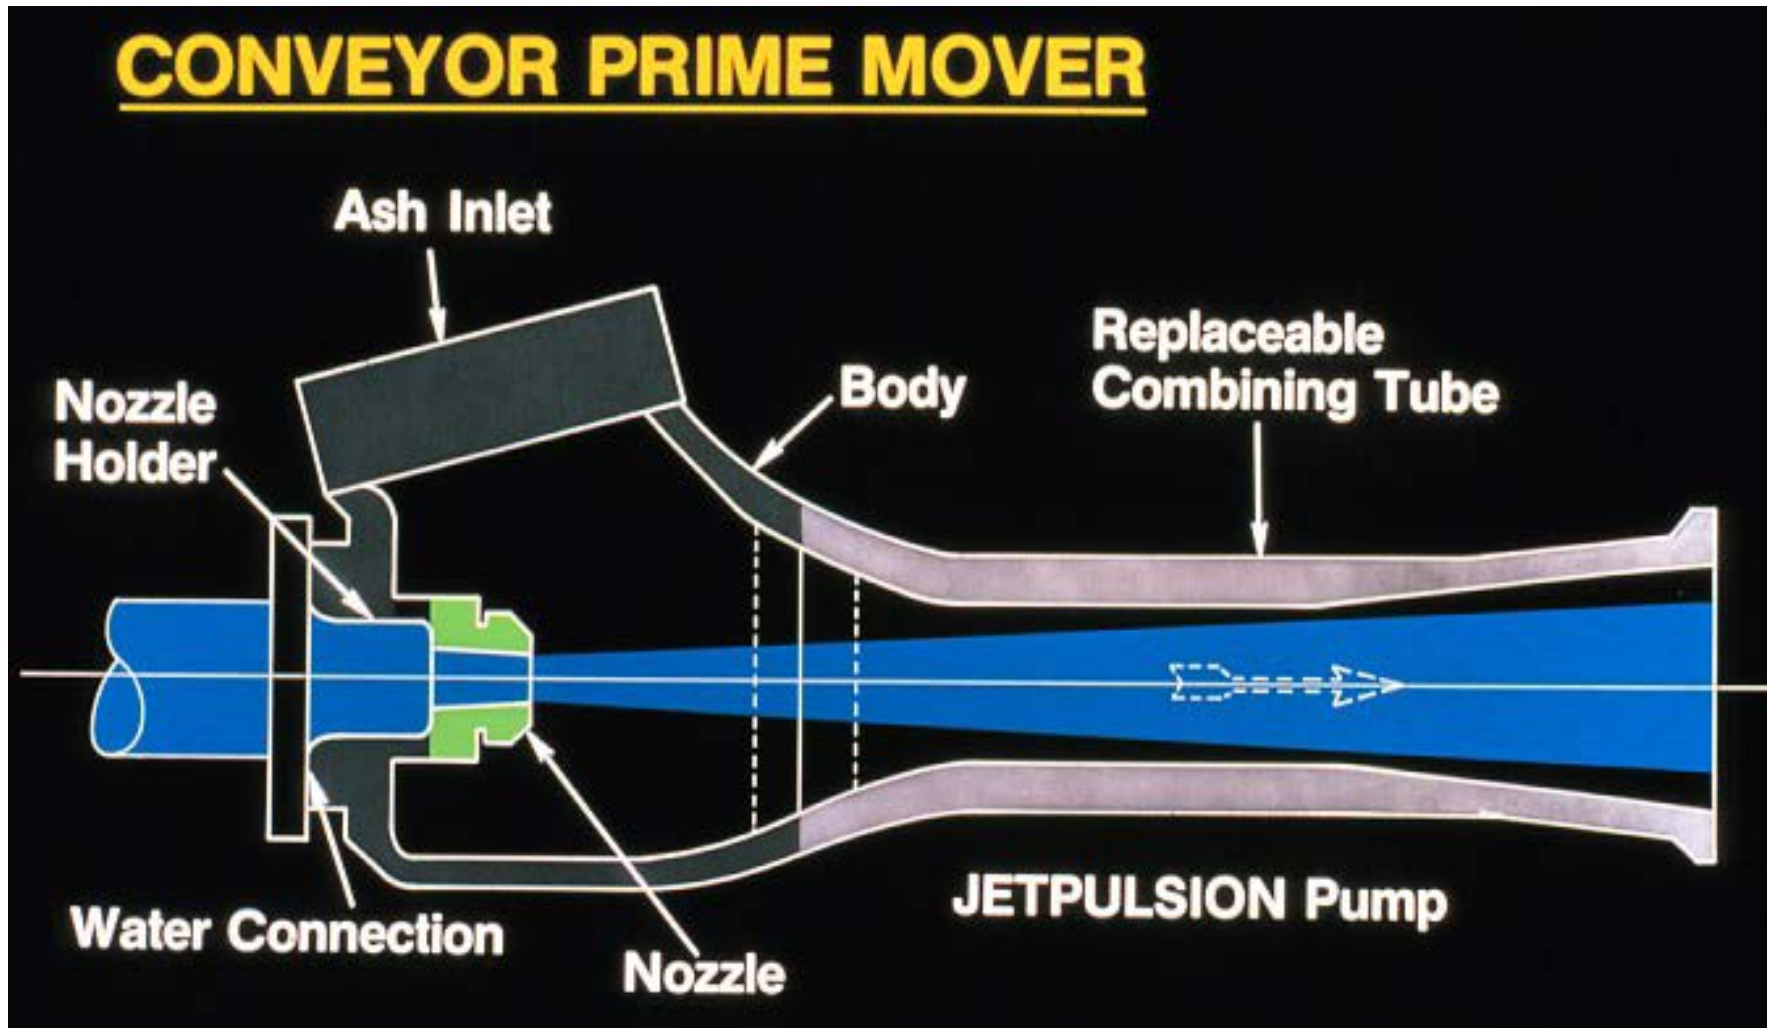 CONVEYOR PRIME MOVER
Ash Inlet
Replaceable
Combining Tube
Body
Nozzle
Holder
JETPULSION Pump
Water Connection
Nozzle